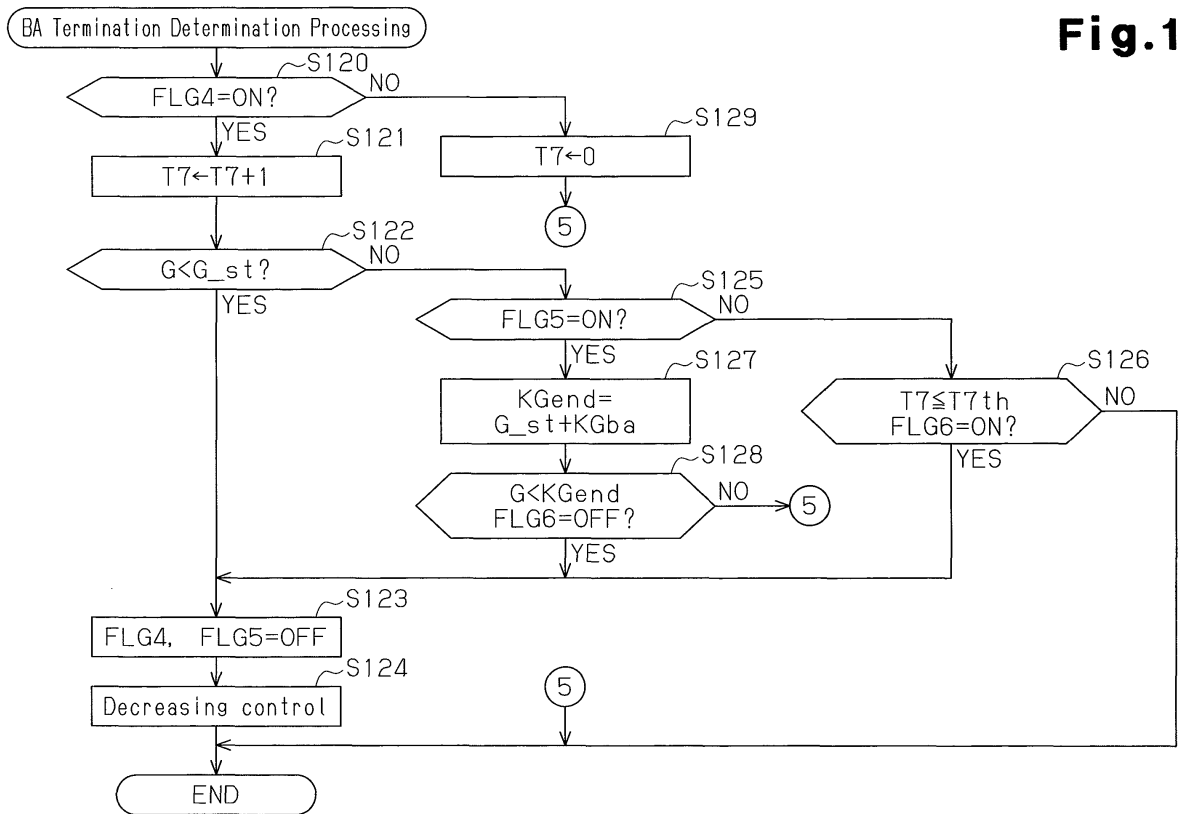 BA Termination Determination Processing
Fig.1
S120
FLG4=ON?
NO
YES
S129
T7←0
5
S121
T7←T7+1
S122
G<G_st?
NO
YES
S125
FLG5=ON?
NO
YES
S126
T7≦T7th
FLG6=ON?
NO
YES
S127
KGend=
G_st+KGba
S128
G<KGend
FLG6=OFF?
NO
5
YES
S123
FLG4, FLG5=OFF
S124
Decreasing control
5
END